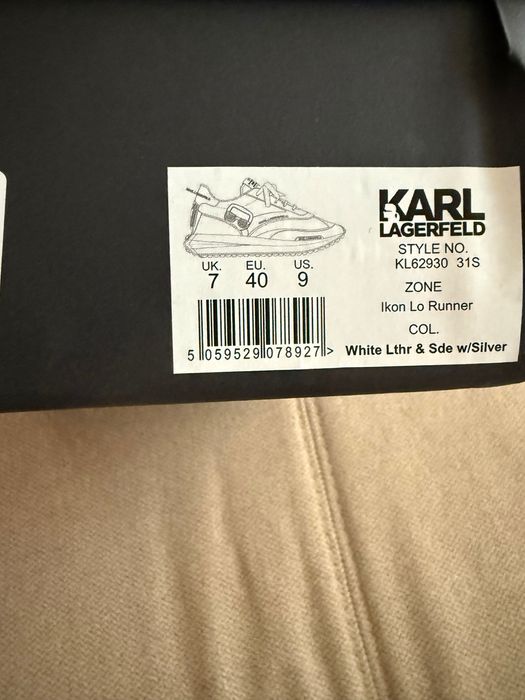 KARL
LAGERFELD
STYLE NO.
KL62930 31S
ZONE
Ikon Lo Runner
COL.
White Lthr & Sde w/Silver
UK. EU. US.
7 40 9
5 059529 078927 >